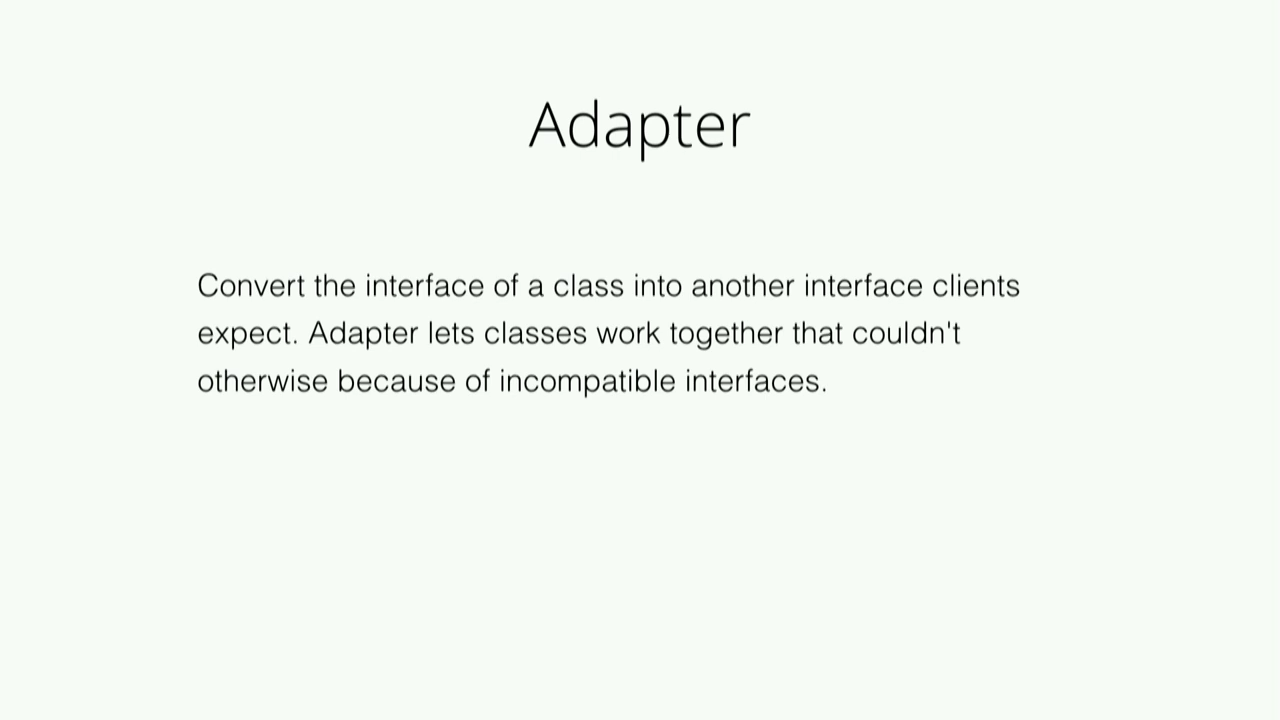 Adapter
Convert the interface of a class into another interface clients
expect. Adapter lets classes work together that couldn't
otherwise because of incompatible interfaces.